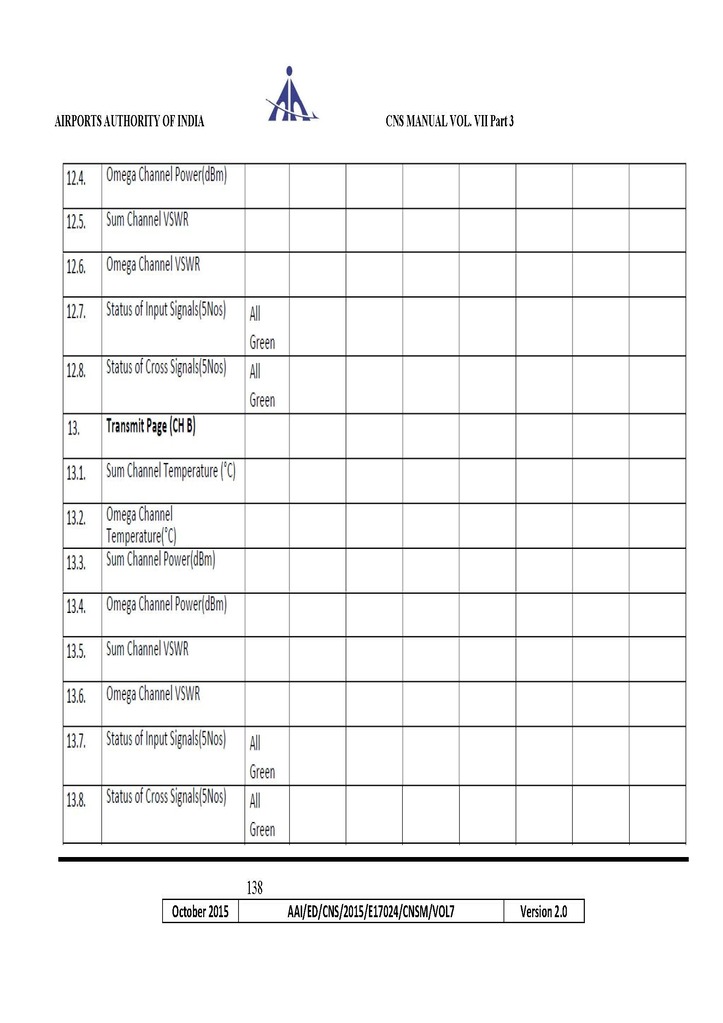 AIRPORTS AUTHORITY OF INDIA CNS MANUAL VOL. VII Part 3
12.4. Omega Channel Power(dBm)
12.5. Sum Channel VSWR
12.6. Omega Channel VSWR
12.7. Status of Input Signals(5Nos) All
Green
12.8. Status of Cross Signals(5Nos) All
Green
13. Transmit Page (CH B)
13.1. Sum Channel Temperature (°C)
13.2. Omega Channel
Temperature(°C)
13.3. Sum Channel Power(dBm)
13.4. Omega Channel Power(dBm)
13.5. Sum Channel VSWR
13.6. Omega Channel VSWR
13.7. Status of Input Signals(5Nos) All
Green
13.8. Status of Cross Signals(5Nos) All
Green
138
October 2015 AAI/ED/CNS/2015/E17024/CNSM/VOL7 Version 2.0